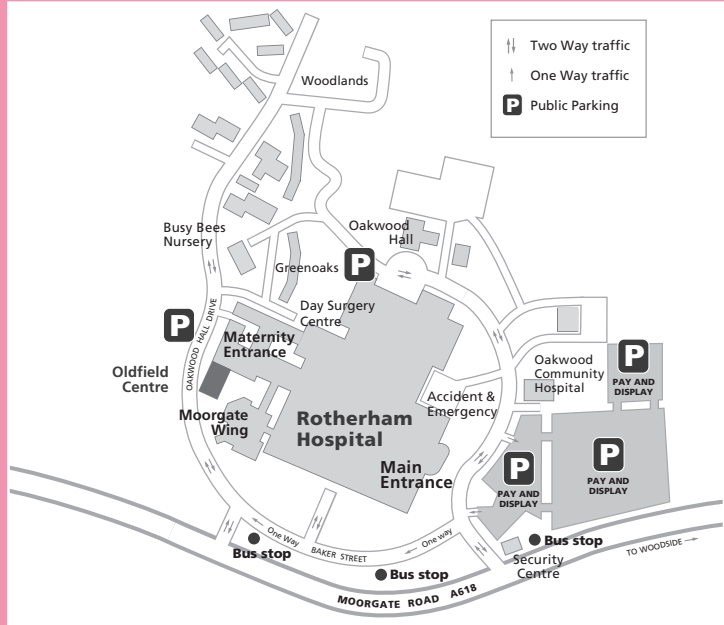 Two Way traffic
One Way traffic
P Public Parking
Woodlands
Busy Bees
Nursery
Oakwood
Hall
Greenoaks
P
Day Surgery
Centre
P
OAKWOOD HALL DRIVE
Maternity
Entrance
Oldfield
Centre
Moorgate
Wing
Rotherham
Hospital
Accident &
Emergency
Main
Entrance
Oakwood
Community
Hospital
P
PAY AND
DISPLAY
P
PAY AND
DISPLAY
P
PAY AND
DISPLAY
One Way
Bus stop
BAKER STREET
One way
Bus stop
Bus stop
Security
Centre
TO WOODSIDE
MOORGATE ROAD A618